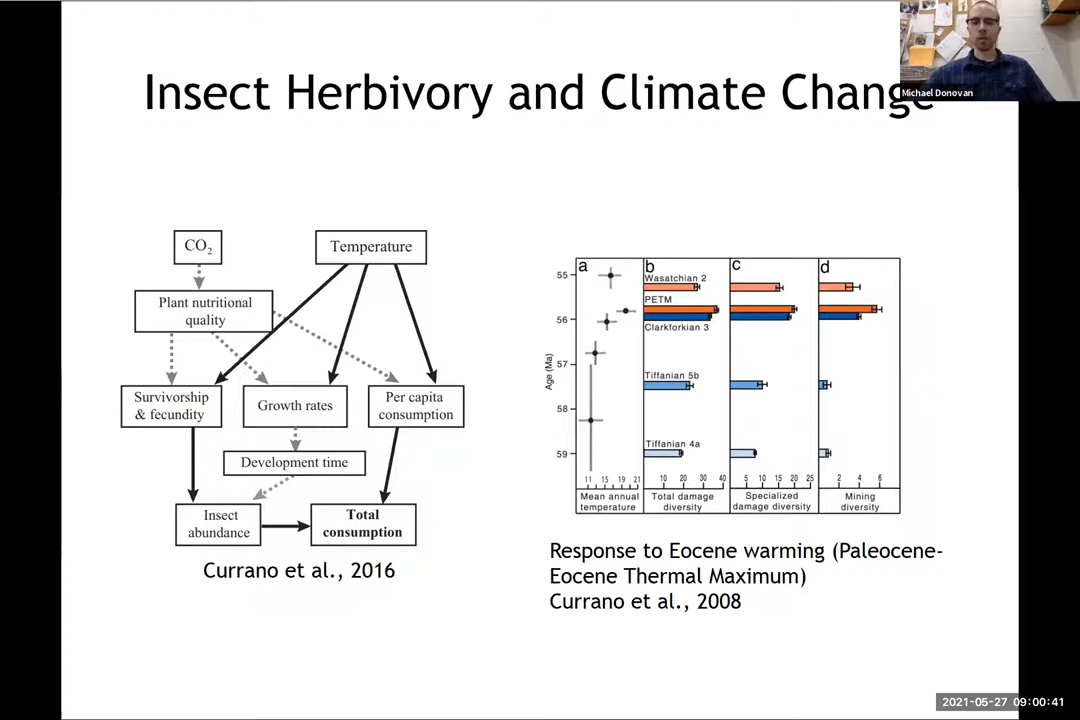 Insect Herbivory and Climate Change
Michael Donovan
CO2
Temperature
Plant nutritional
quality
Survivorship
& fecundity
Growth rates
Per capita
consumption
Development time
Insect
abundance
Total
consumption
Currano et al., 2016
a
b
c
d
Age (Ma)
55
56
57
58
59
Wasatchian 2
PETM
Clarkforkian 3
Tiffanian 5b
Tiffanian 4a
11 15 19 21
10 20 30 40
5 10 15 20 25
2 4 6
Mean annual
temperature
Total damage
diversity
Specialized
damage diversity
Mining
diversity
Response to Eocene warming (Paleocene-
Eocene Thermal Maximum)
Currano et al., 2008
2021-05-27 09:00:41